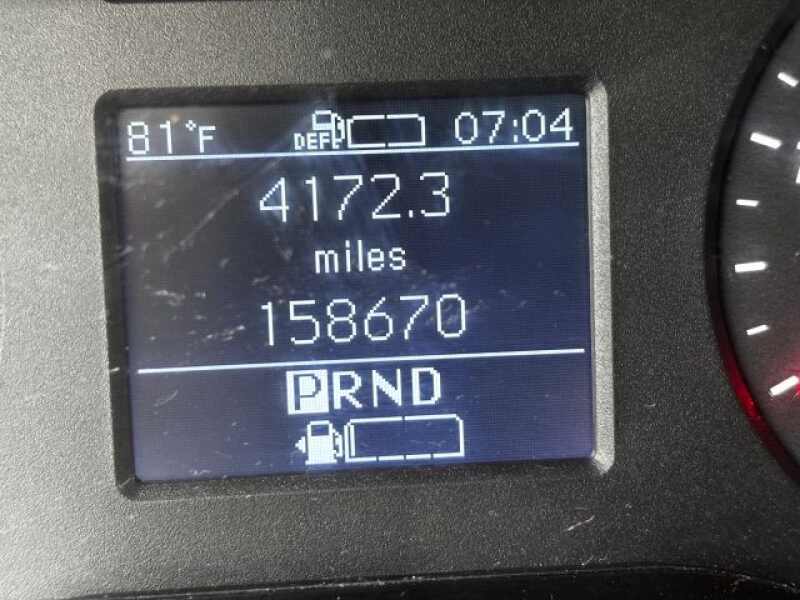 81°F DEF 07:04
4172.3
miles
158670
PRND